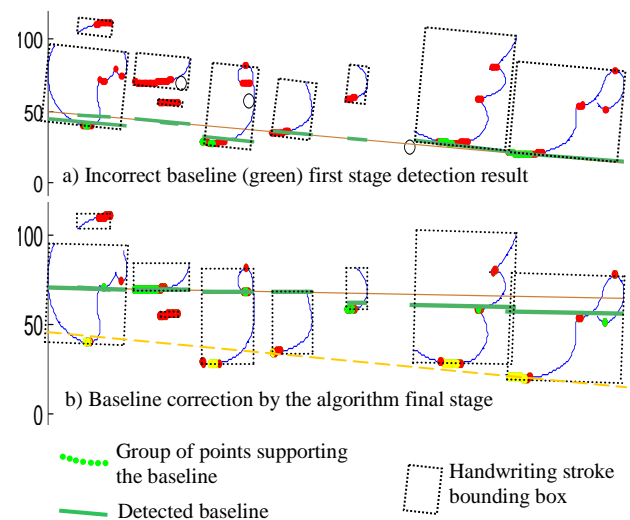 100
50
0
a) Incorrect baseline (green) first stage detection result
100
50
0
b) Baseline correction by the algorithm final stage
Group of points supporting
the baseline
Detected baseline
Handwriting stroke
bounding box